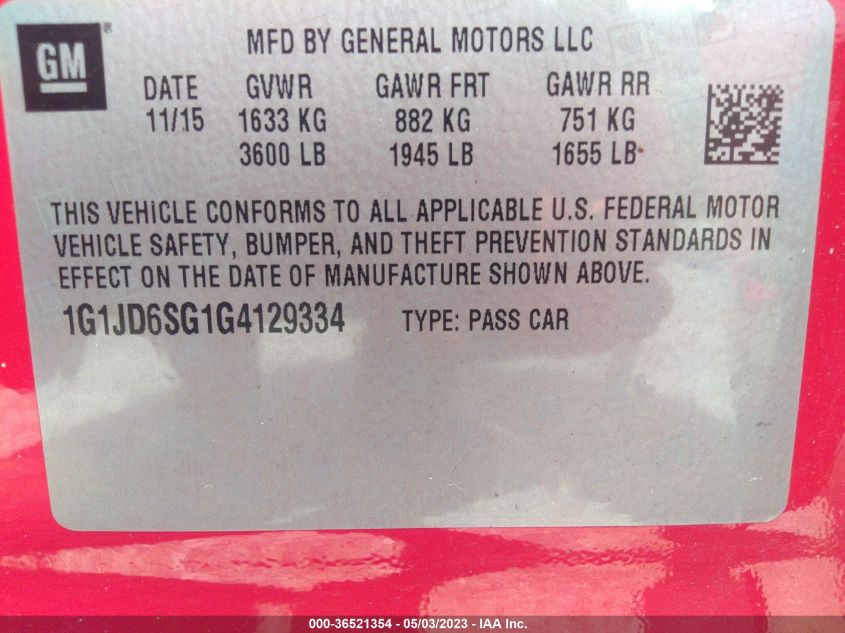 GM ®
MFD BY GENERAL MOTORS LLC
DATE GVWR GAWR FRT GAWR RR
11/15 1633 KG 882 KG 751 KG
3600 LB 1945 LB 1655 LB
THIS VEHICLE CONFORMS TO ALL APPLICABLE U.S. FEDERAL MOTOR
VEHICLE SAFETY, BUMPER, AND THEFT PREVENTION STANDARDS IN
EFFECT ON THE DATE OF MANUFACTURE SHOWN ABOVE.
1G1JD6SG1G4129334 TYPE: PASS CAR
000-36521354 - 05/03/2023 - IAA Inc.